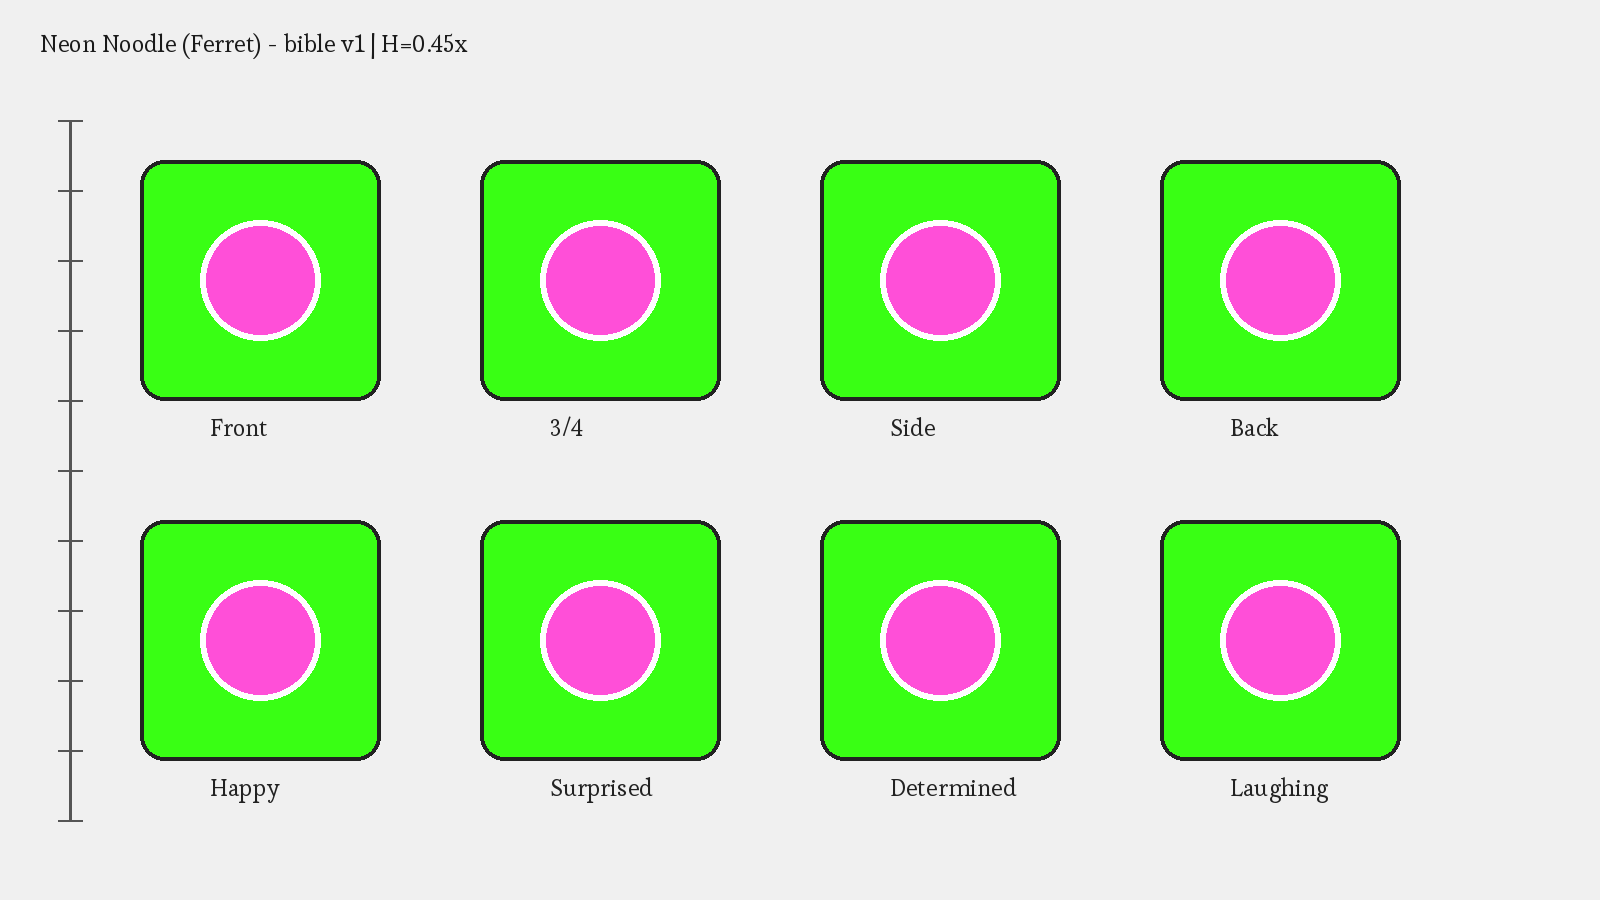 Neon Noodle (Ferret) - bible v1 | H=0.45x
Front
3/4
Side
Back
Happy
Surprised
Determined
Laughing